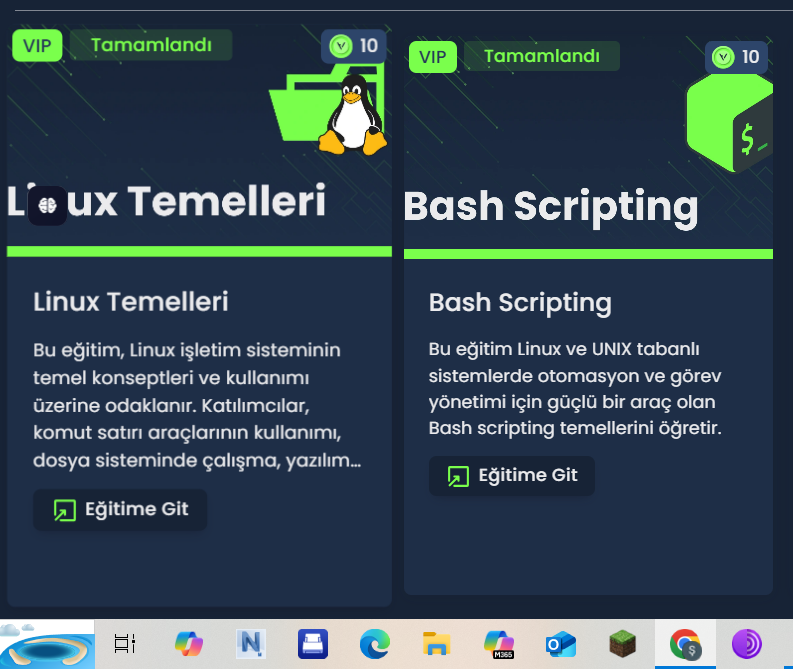 VIP Tamamlandı 10
Linux Temelleri
Linux Temelleri
Bu eğitim, Linux işletim sisteminin
temel konseptleri ve kullanımı
üzerine odaklanır. Katılımcılar,
komut satırı araçlarının kullanımı,
dosya sisteminde çalışma, yazılım...
Eğitime Git
VIP Tamamlandı 10
$_
Bash Scripting
Bash Scripting
Bu eğitim Linux ve UNIX tabanlı
sistemlerde otomasyon ve görev
yönetimi için güçlü bir araç olan
Bash scripting temellerini öğretir.
Eğitime Git
N M365 O Ş